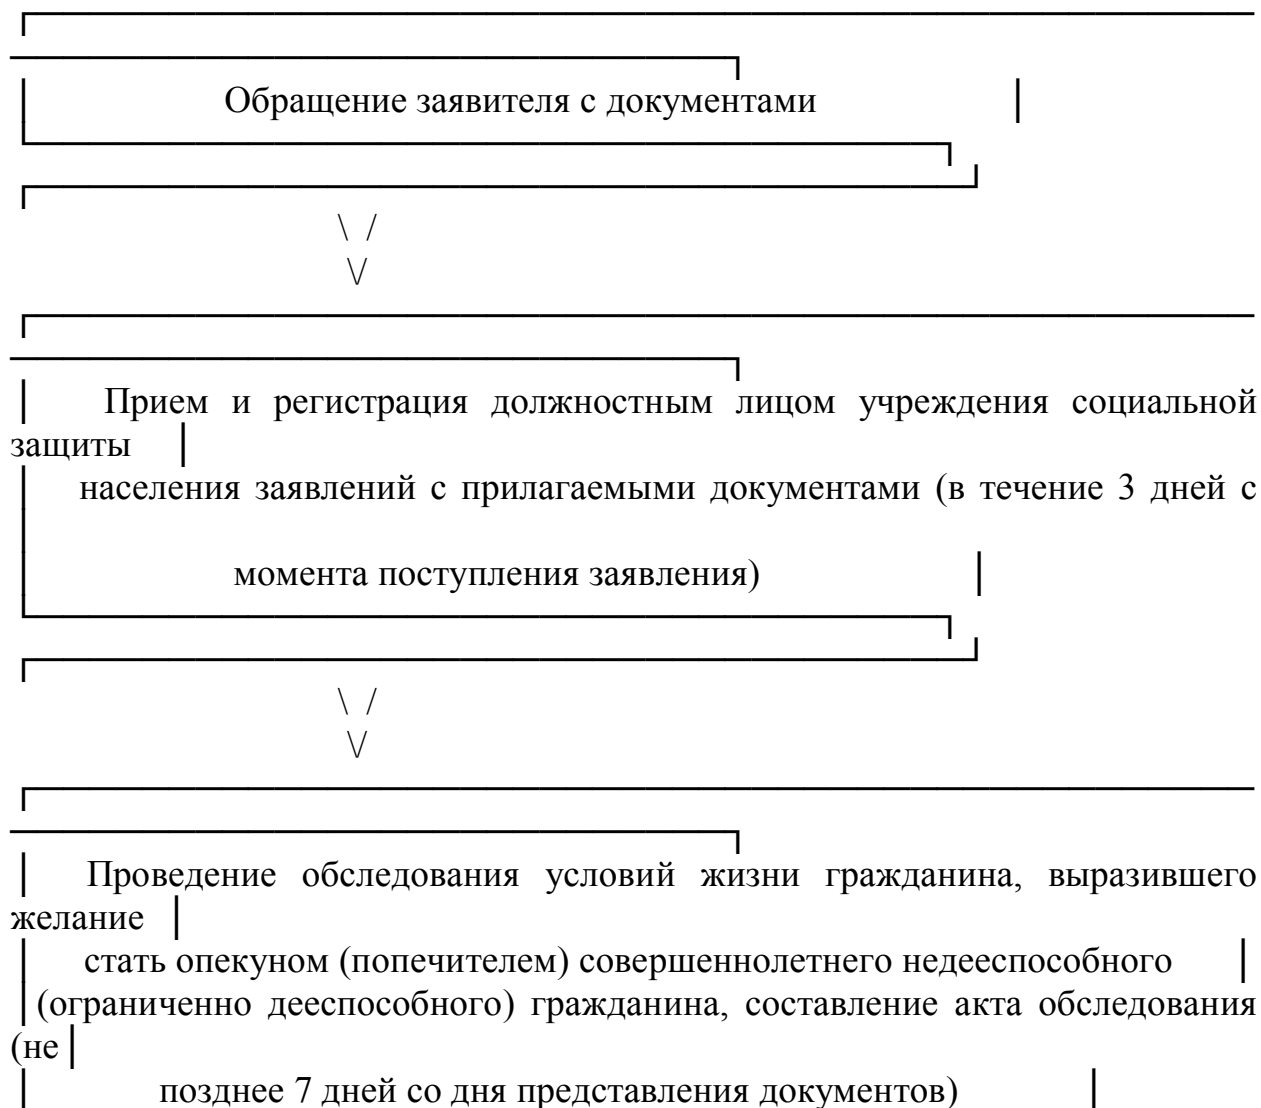 Обращение заявителя с документами
\ /
\/
Прием и регистрация должностным лицом учреждения социальной
защиты
населения заявлений с прилагаемыми документами (в течение 3 дней с
момента поступления заявления)
\ /
\/
Проведение обследования условий жизни гражданина, выразившего
желание
стать опекуном (попечителем) совершеннолетнего недееспособного
(ограниченно дееспособного) гражданина, составление акта обследования
(не
позднее 7 дней со дня представления документов)